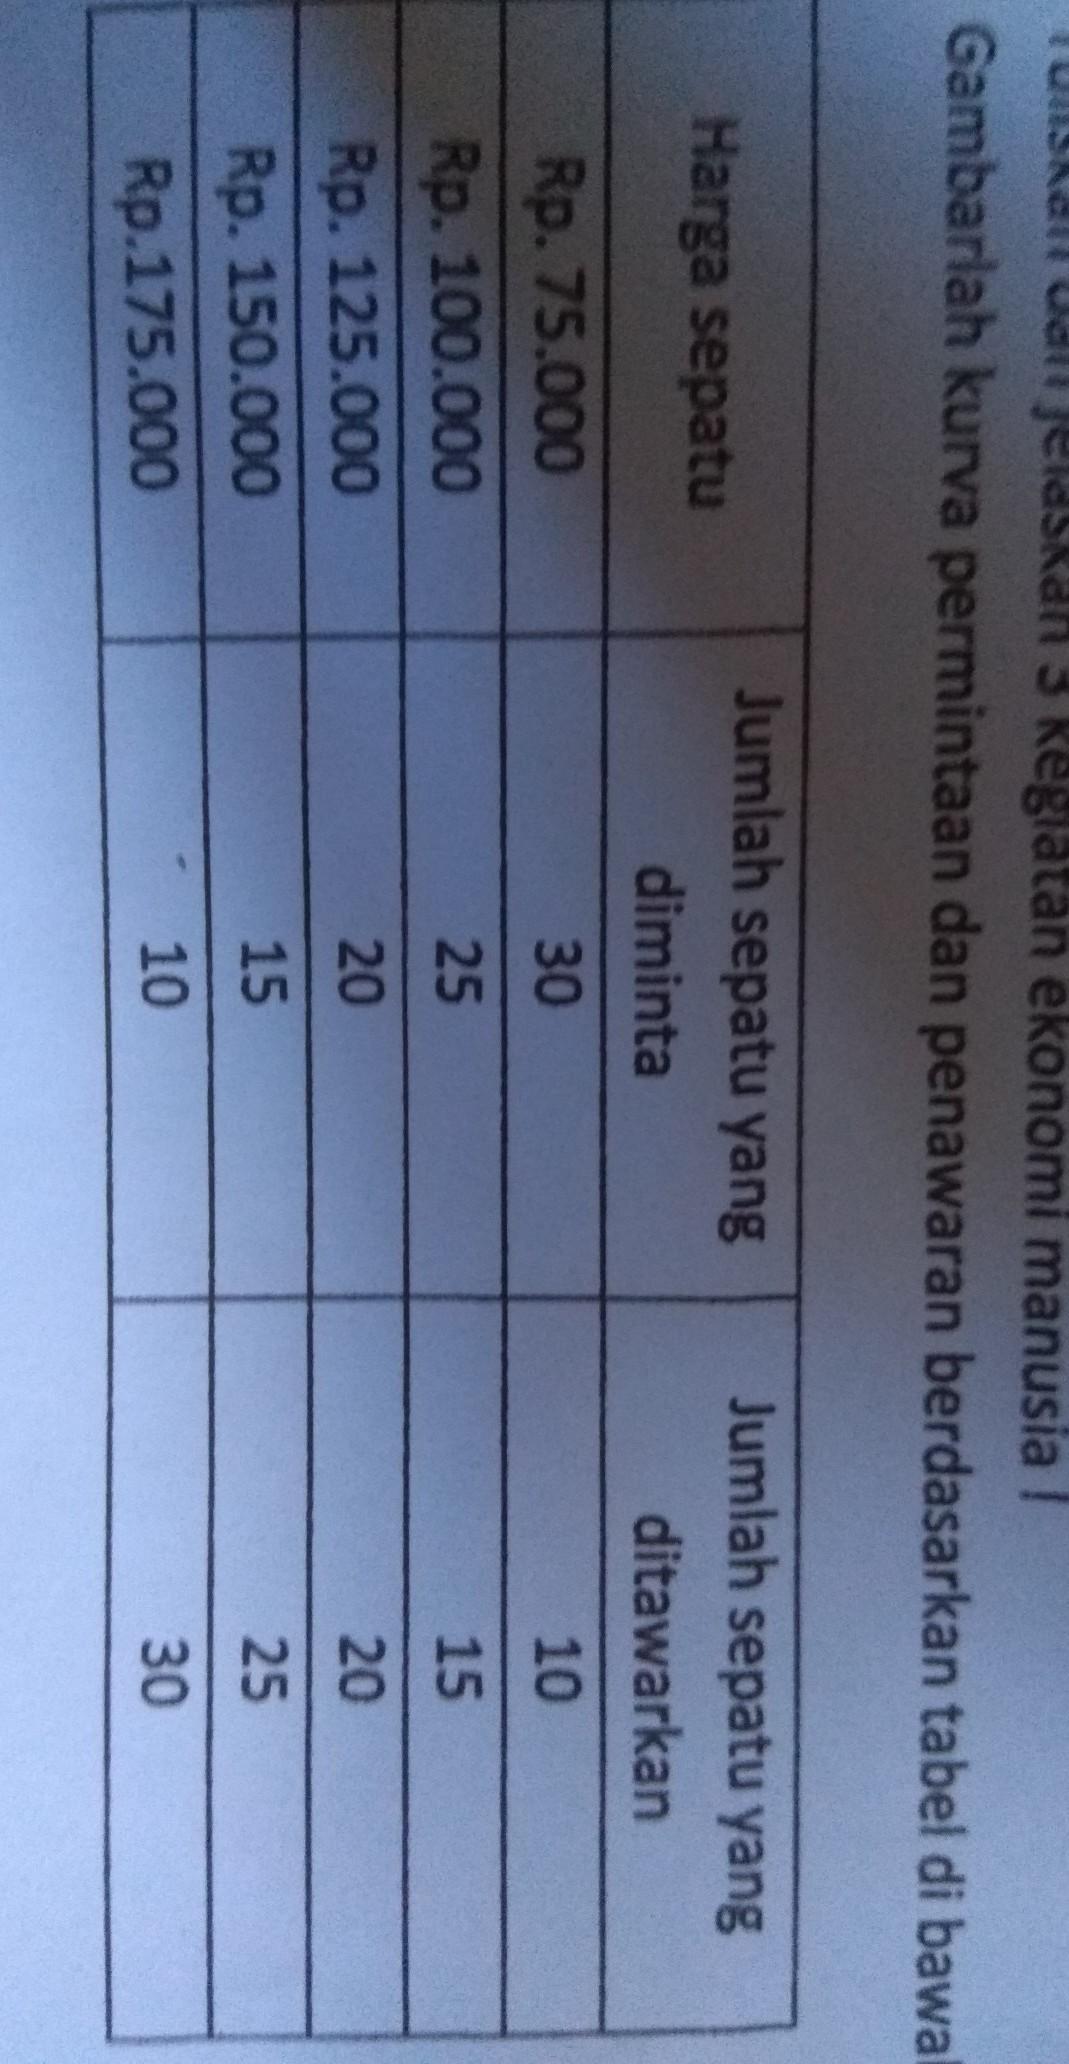 Tuliskan dan jelaskan 3 kegiatan ekonomi manusia !
Gambarlah kurva permintaan dan penawaran berdasarkan tabel di bawa
Harga sepatu	Jumlah sepatu yang diminta	Jumlah sepatu yang ditawarkan
Rp. 75.000	30	10
Rp. 100.000	25	15
Rp. 125.000	20	20
Rp. 150.000	15	25
Rp.175.000	10	30